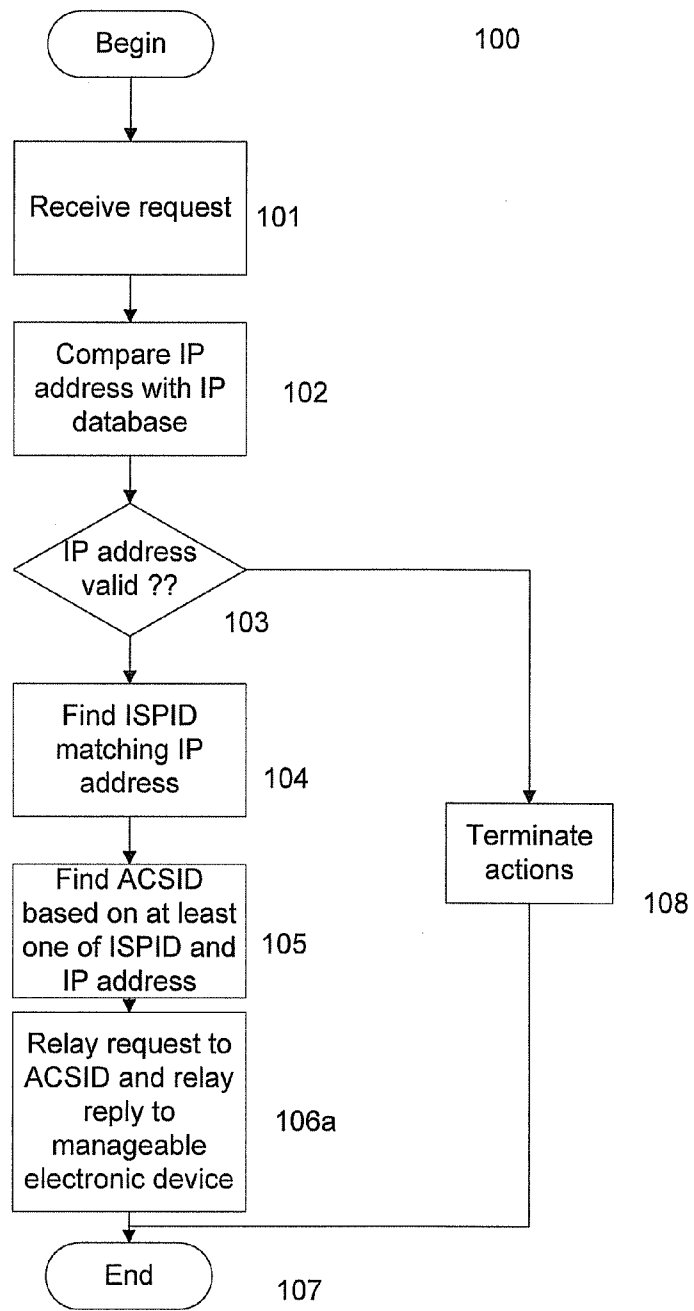 Begin
100
Receive request
101
Compare IP
address with IP
database
102
IP address
valid ??
103
Find ISPID
matching IP
address
104
Terminate
actions
108
Find ACSID
based on at least
one of ISPID and
IP address
105
Relay request to
ACSID and relay
reply to
manageable
electronic device
106a
End
107